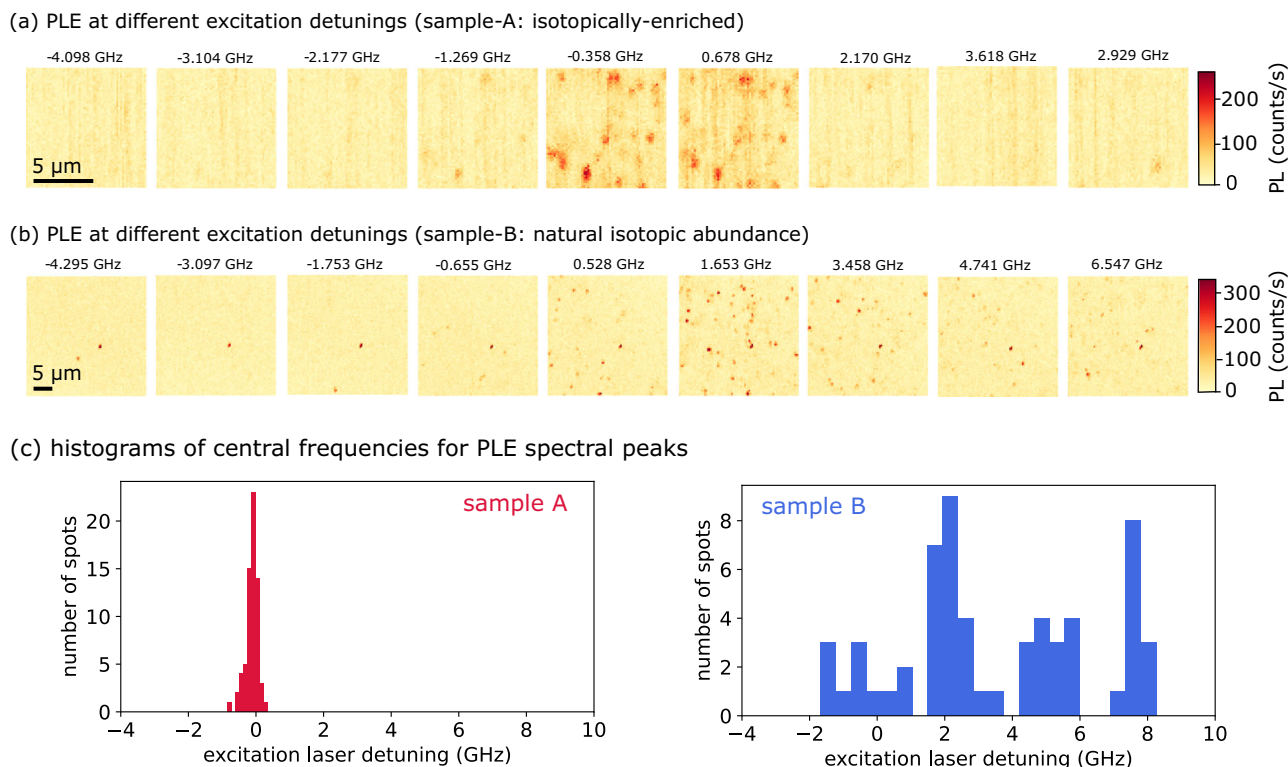 (a) PLE at different excitation detunings (sample-A: isotopically-enriched)
-4.098 GHz -3.104 GHz -2.177 GHz -1.269 GHz -0.358 GHz 0.678 GHz 2.170 GHz 3.618 GHz 2.929 GHz
5 μm
200
100
0
PL (counts/s)
(b) PLE at different excitation detunings (sample-B: natural isotopic abundance)
-4.295 GHz -3.097 GHz -1.753 GHz -0.655 GHz 0.528 GHz 1.653 GHz 3.458 GHz 4.741 GHz 6.547 GHz
5 μm
300
200
100
0
PL (counts/s)
(c) histograms of central frequencies for PLE spectral peaks
sample A
number of spots
20
15
10
5
0
−4 −2 0 2 4 6 8 10
excitation laser detuning (GHz)
sample B
number of spots
8
6
4
2
0
−4 −2 0 2 4 6 8 10
excitation laser detuning (GHz)